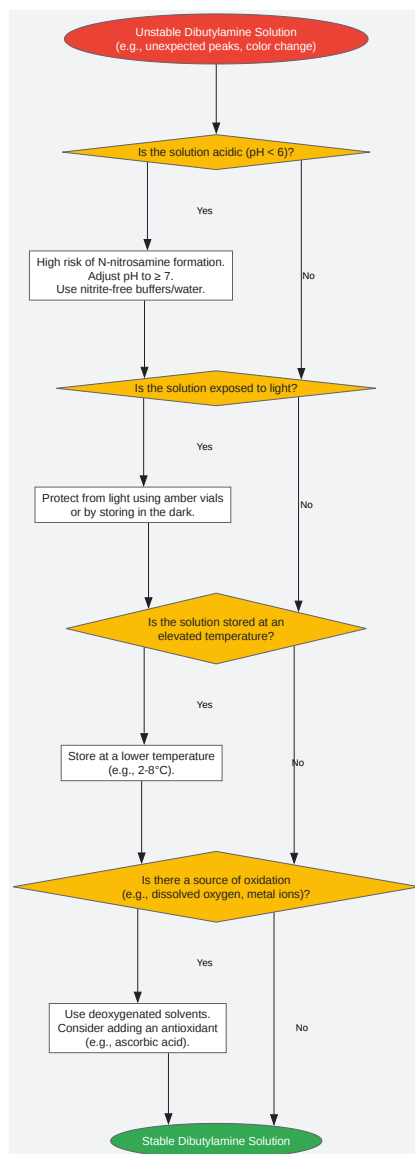 Unstable Dibutylamine Solution
(e.g., unexpected peaks, color change)
Is the solution acidic (pH < 6)?
Yes
High risk of N-nitrosamine formation.
Adjust pH to ≥ 7.
Use nitrite-free buffers/water.
No
Is the solution exposed to light?
Yes
Protect from light using amber vials
or by storing in the dark.
No
Is the solution stored at an
elevated temperature?
Yes
Store at a lower temperature
(e.g., 2-8°C).
No
Is there a source of oxidation
(e.g., dissolved oxygen, metal ions)?
Yes
Use deoxygenated solvents.
Consider adding an antioxidant
(e.g., ascorbic acid).
No
Stable Dibutylamine Solution